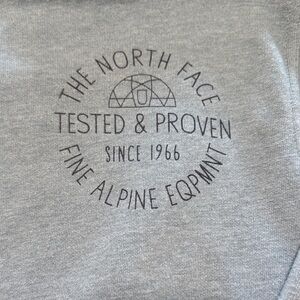 THE NORTH FACE
TESTED & PROVEN
SINCE 1966
FINE ALPINE EQPMNT